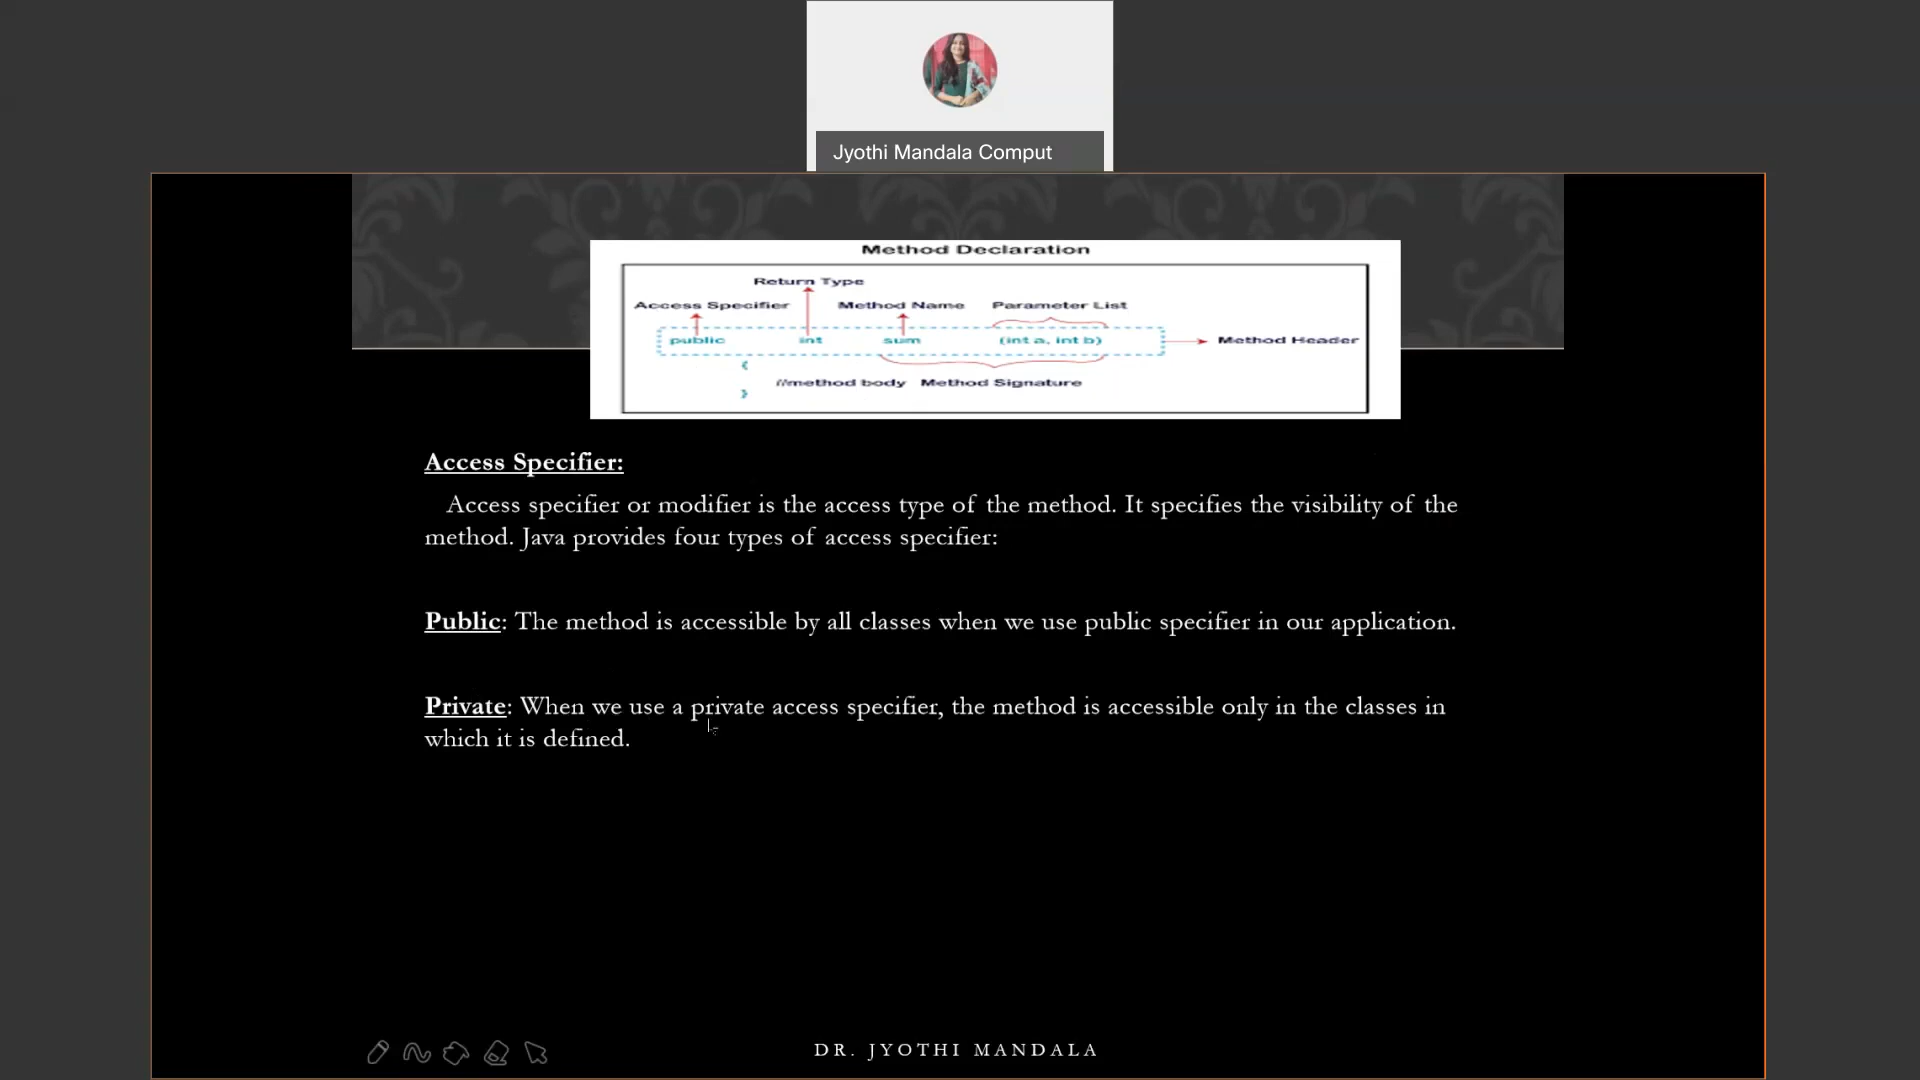 Jyothi Mandala Comput
Method Declaration
Return Type
Access Specifier Method Name Parameter List
public int sum (int a, int b) Method Header
{
//method body Method Signature
}
Access Specifier:
Access specifier or modifier is the access type of the method. It specifies the visibility of the
method. Java provides four types of access specifier:
Public: The method is accessible by all classes when we use public specifier in our application.
Private: When we use a private access specifier, the method is accessible only in the classes in
which it is defined.
DR. JYOTHI MANDALA